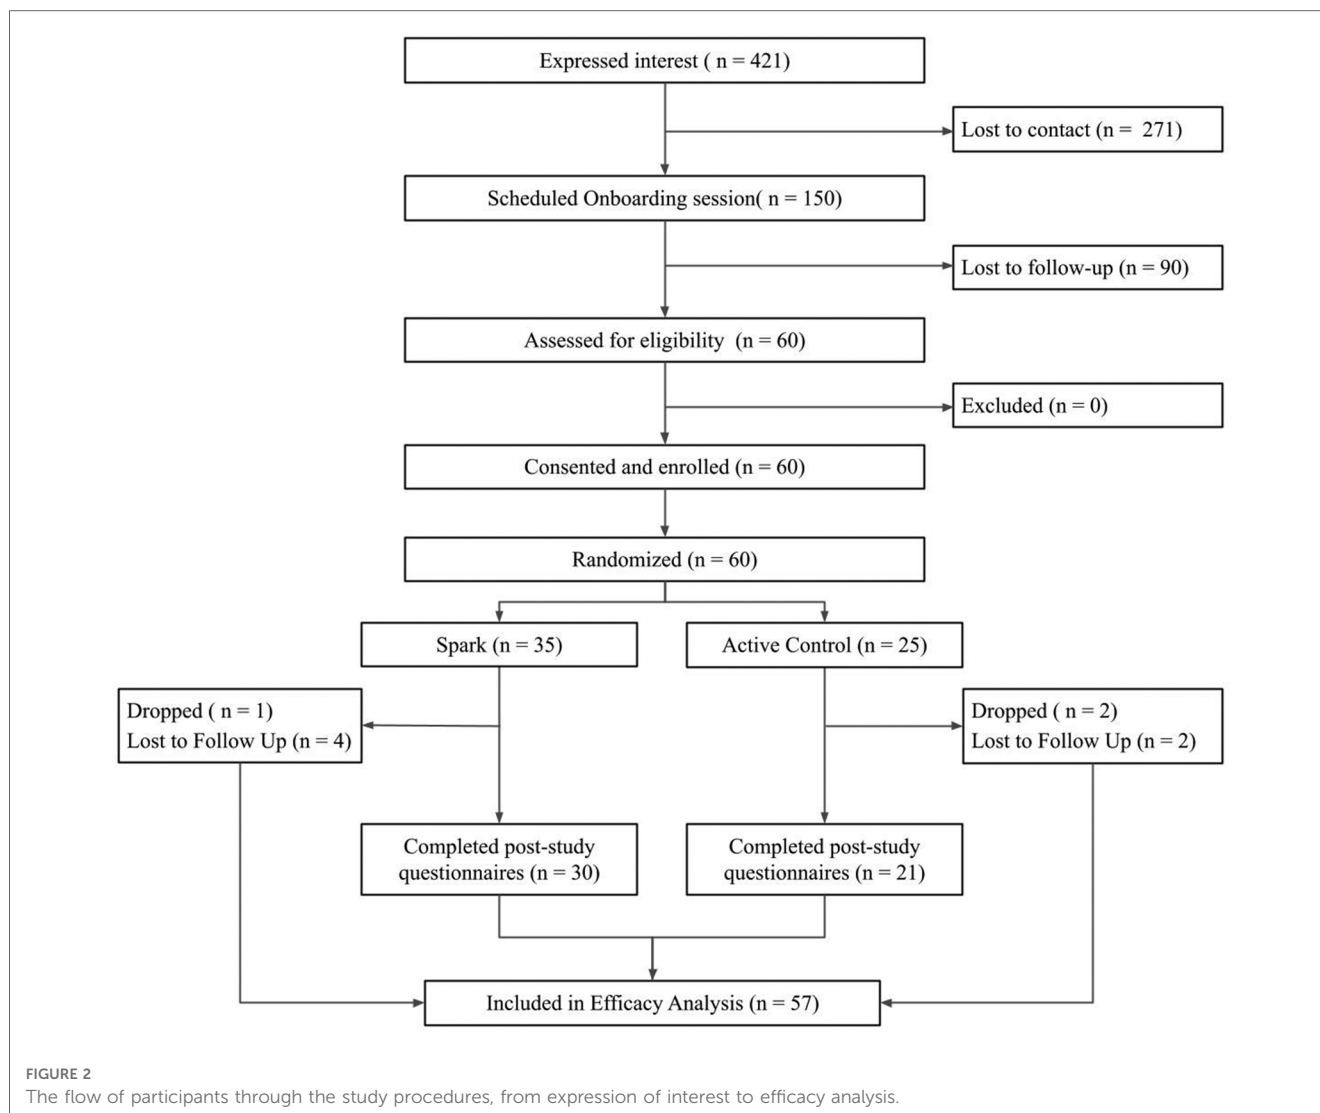 Expressed interest ( n = 421)
Lost to contact (n =  271)
Scheduled Onboarding session( n = 150)
Lost to follow-up (n = 90)
Assessed for eligibility  (n = 60)
Excluded (n = 0)
Consented and enrolled (n = 60)
Randomized (n = 60)
Spark (n = 35)
Active Control (n = 25)
Dropped ( n = 1)
Lost to Follow Up (n = 4)
Dropped ( n = 2)
Lost to Follow Up (n = 2)
Completed post-study
questionnaires (n = 30)
Completed post-study
questionnaires (n = 21)
Included in Efficacy Analysis (n = 57)
FIGURE 2
The flow of participants through the study procedures, from expression of interest to efficacy analysis.